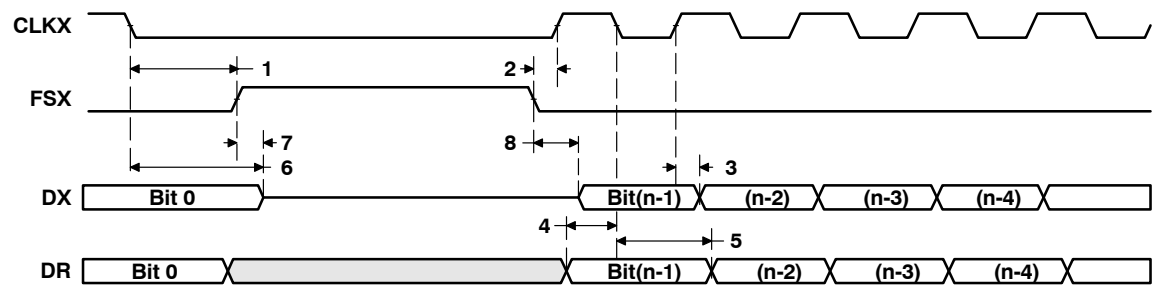 CLKX
1
2
FSX
7
8
6
3
DX
Bit 0
Bit(n-1)
(n-2)
(n-3)
(n-4)
4
5
DR
Bit 0
Bit(n-1)
(n-2)
(n-3)
(n-4)